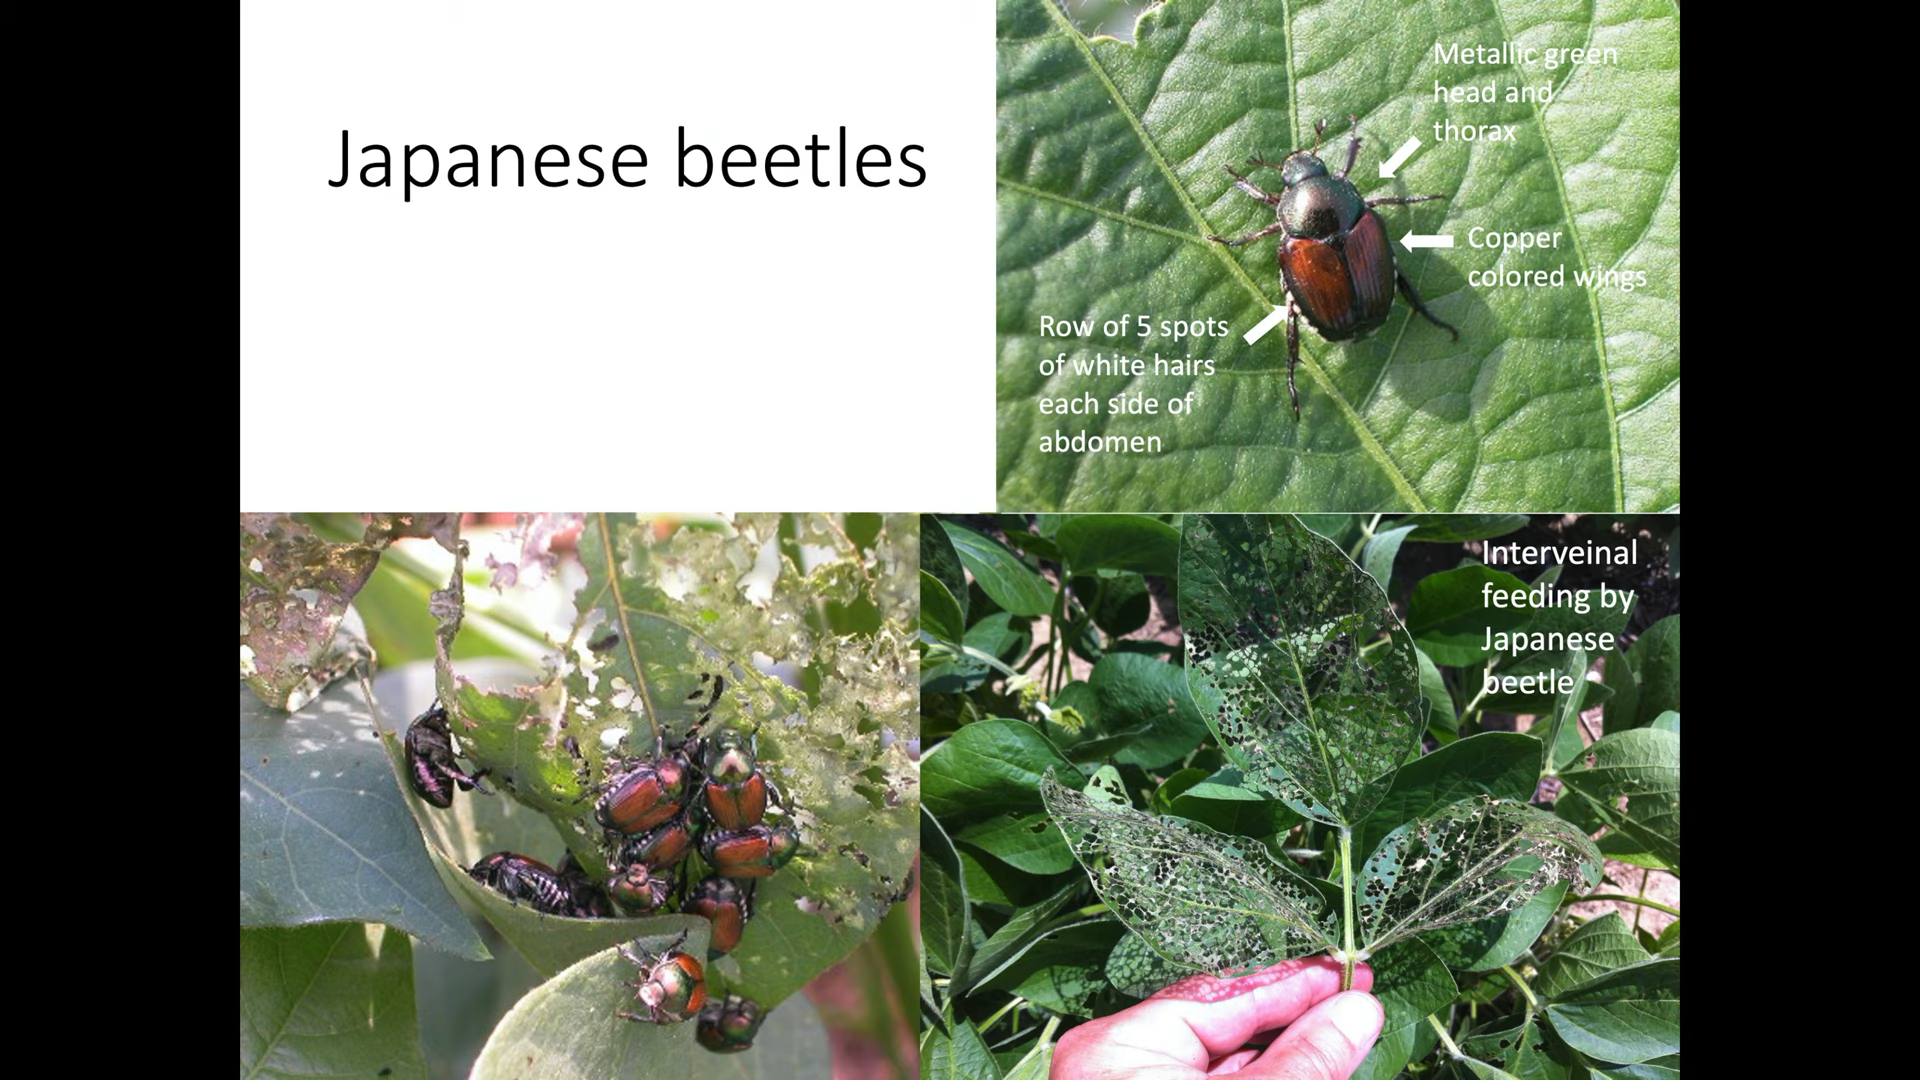 Japanese beetles
Metallic green
head and
thorax
Copper
colored wings
Row of 5 spots
of white hairs
each side of
abdomen
Interveinal
feeding by
Japanese
beetle